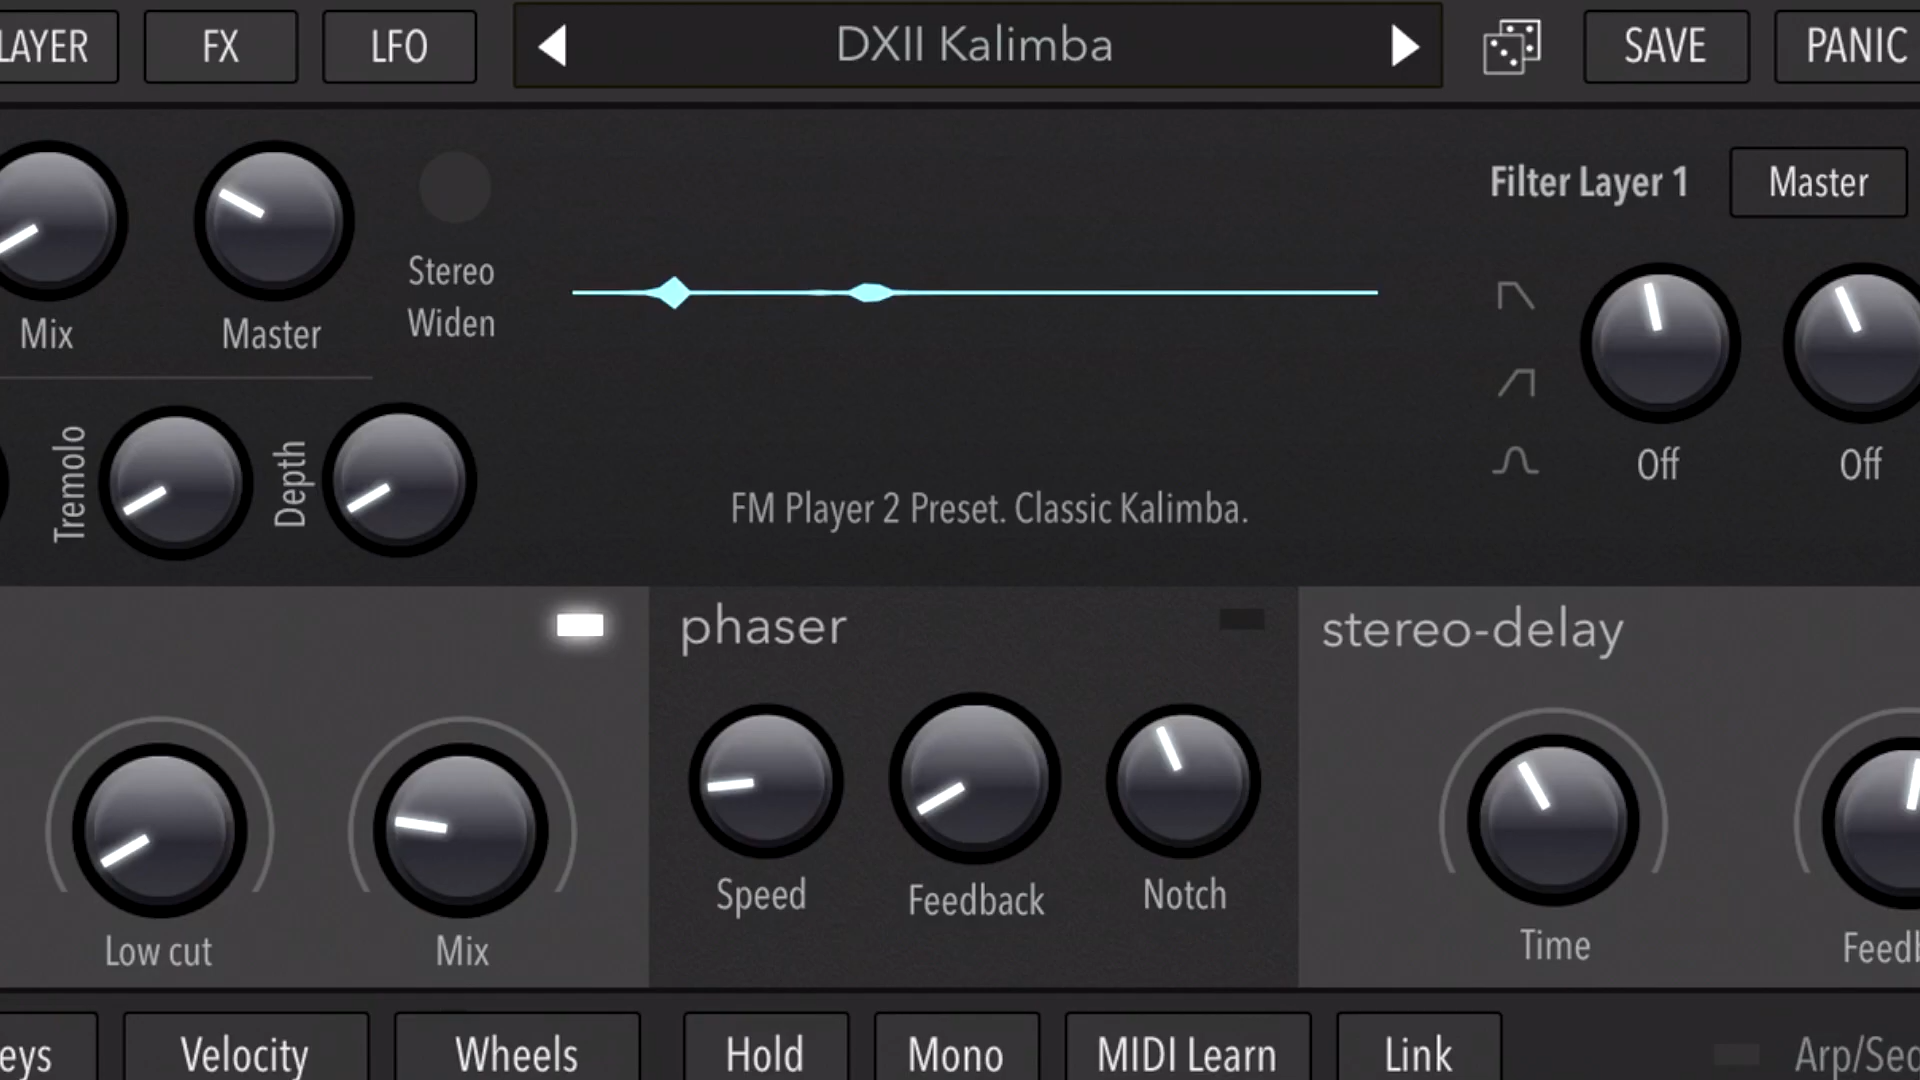 LAYER
FX
LFO
DXII Kalimba
SAVE
PANIC
Mix
Master
Stereo
Widen
Filter Layer 1
Master
Off
Off
Tremolo
Depth
FM Player 2 Preset. Classic Kalimba.
phaser
stereo-delay
Low cut
Mix
Speed
Feedback
Notch
Time
Feedb
eys
Velocity
Wheels
Hold
Mono
MIDI Learn
Link
Arp/Seq